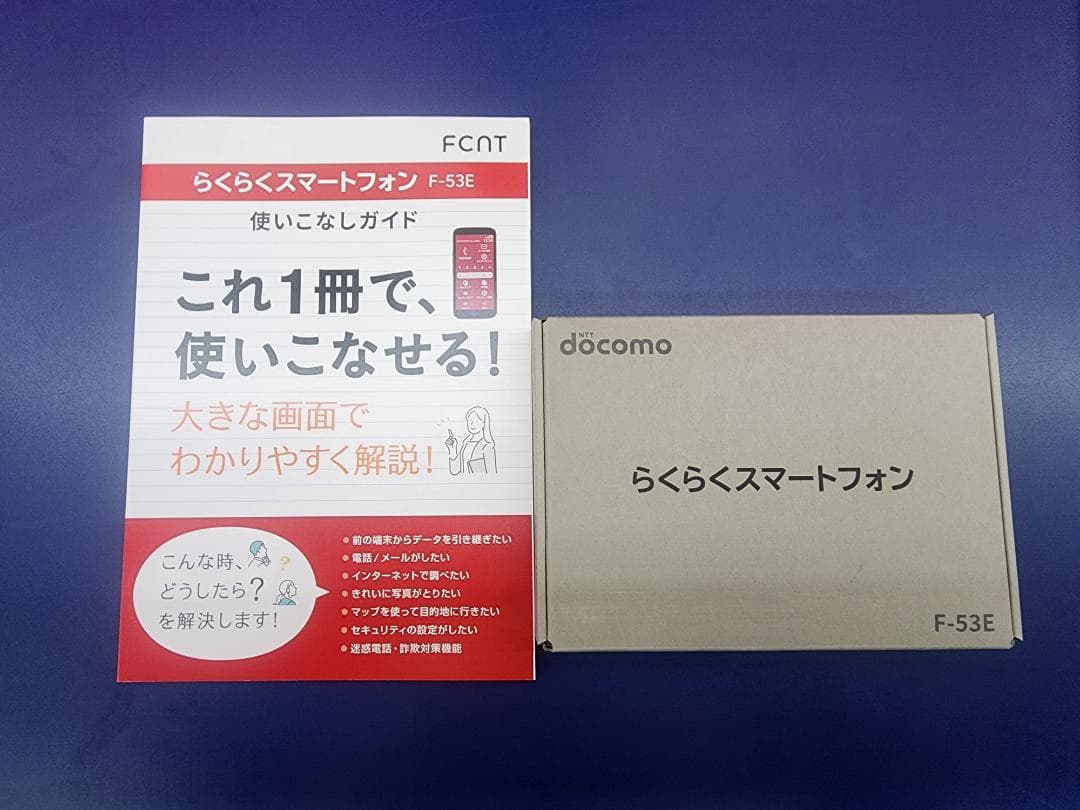 FCNT
らくらくスマートフォン F-53E
使いこなしガイド
これ1冊で、
使いこなせる!
大きな画面で
わかりやすく解説!
こんな時、
どうしたら?
を解決します!
?
● 前の端末からデータを引き継ぎたい
● 電話/メールがしたい
● インターネットで調べたい
● きれいに写真がとりたい
● マップを使って目的地に行きたい
● セキュリティの設定がしたい
● 迷惑電話・詐欺対策機能
NTT
docomo
らくらくスマートフォン
F-53E